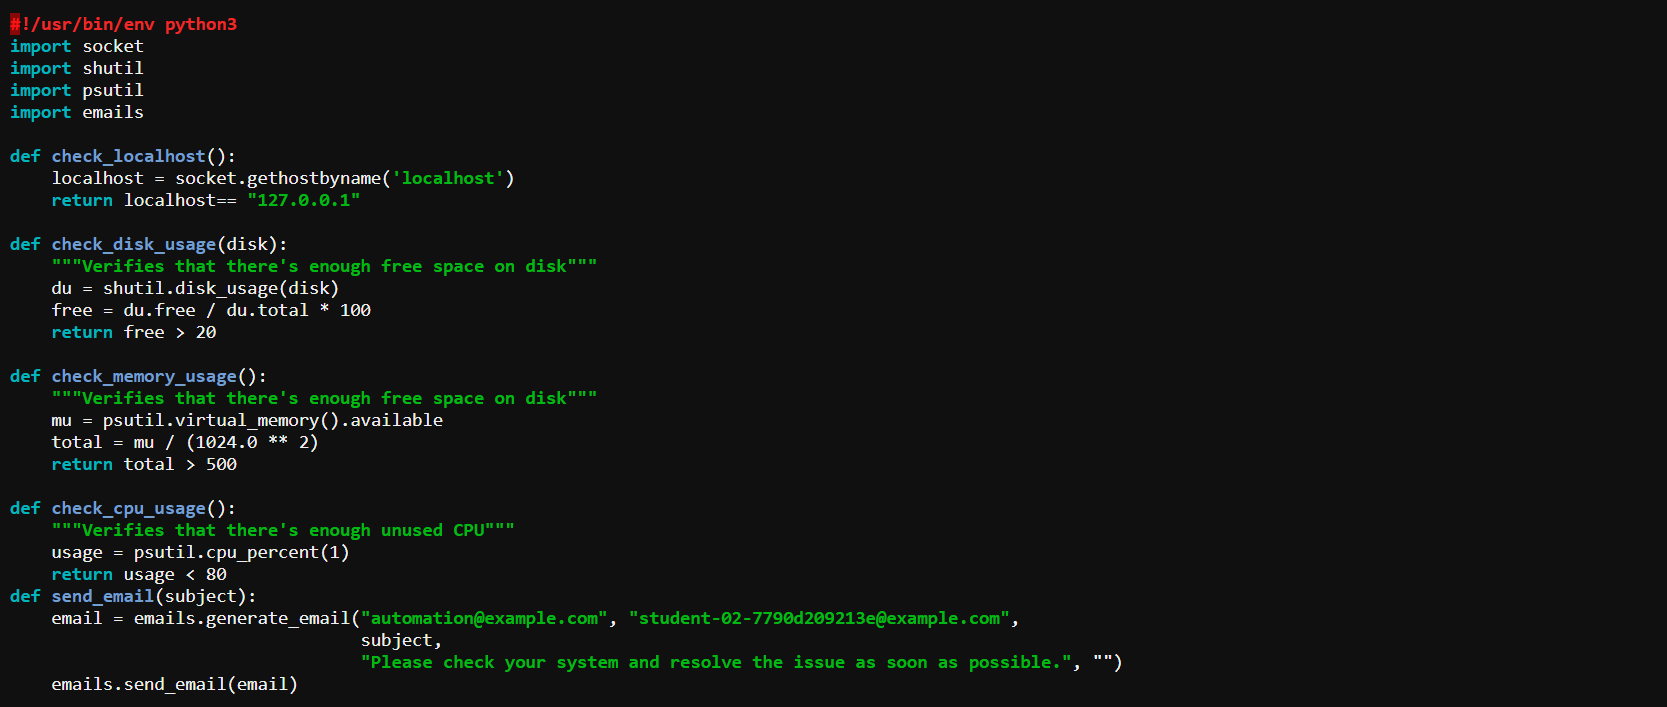 #!/usr/bin/env python3
import socket
import shutil
import psutil
import emails

def check_localhost():
    localhost = socket.gethostbyname('localhost')
    return localhost== "127.0.0.1"

def check_disk_usage(disk):
    """Verifies that there's enough free space on disk"""
    du = shutil.disk_usage(disk)
    free = du.free / du.total * 100
    return free > 20

def check_memory_usage():
    """Verifies that there's enough free space on disk"""
    mu = psutil.virtual_memory().available
    total = mu / (1024.0 ** 2)
    return total > 500

def check_cpu_usage():
    """Verifies that there's enough unused CPU"""
    usage = psutil.cpu_percent(1)
    return usage < 80
def send_email(subject):
    email = emails.generate_email("automation@example.com", "student-02-7790d209213e@example.com",
                                  subject,
                                  "Please check your system and resolve the issue as soon as possible.", "")
    emails.send_email(email)